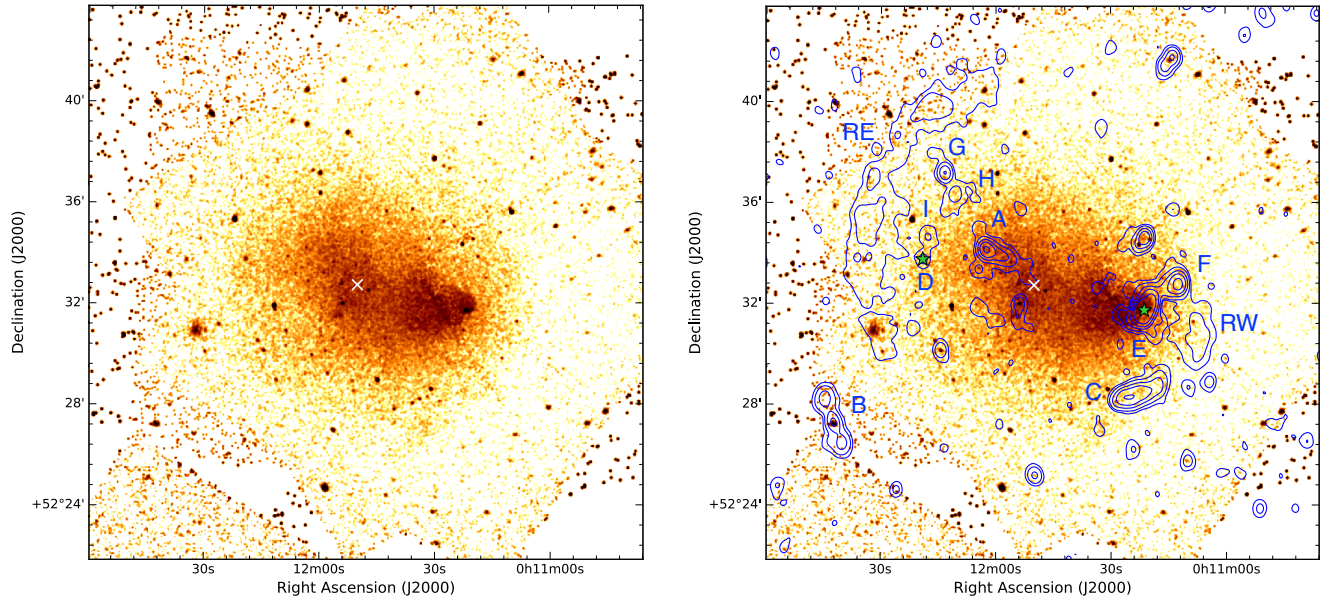 40'
36'
32'
28'
+52°24'
Declination (J2000)
30s
12m00s
30s
0h11m00s
Right Ascension (J2000)
40'
36'
32'
28'
+52°24'
Declination (J2000)
RE
G
H
I
A
D
F
RW
E
C
B
30s
12m00s
30s
0h11m00s
Right Ascension (J2000)